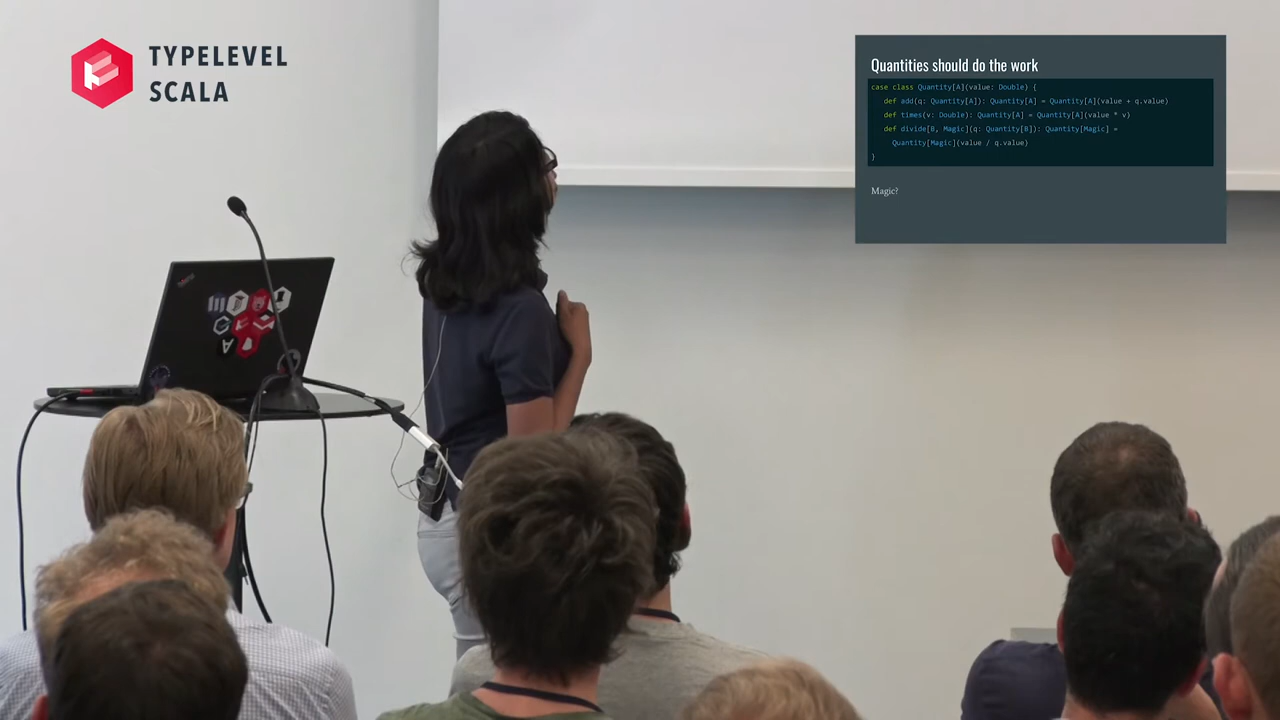 TYPELEVEL
SCALA
Quantities should do the work
case class Quantity[A](value: Double) {
def add(q: Quantity[A]): Quantity[A] = Quantity[A](value + q.value)
def times(v: Double): Quantity[A] = Quantity[A](value * v)
def divide[B, Magic](q: Quantity[B]): Quantity[Magic] =
Quantity[Magic](value / q.value)
}
Magic?